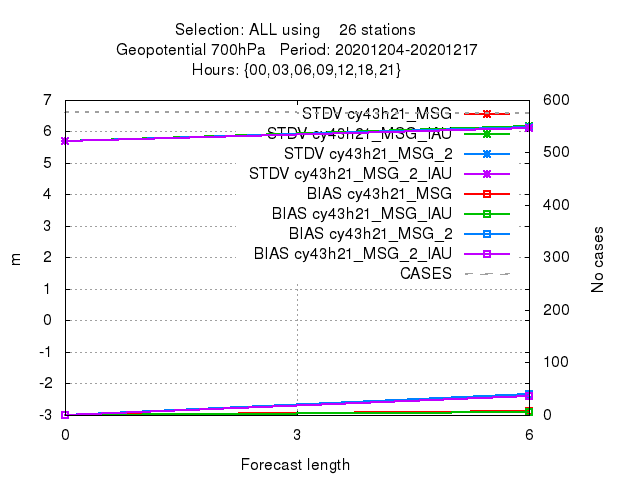 Selection: ALL using 26 stations
Geopotential 700hPa Period: 20201204-20201217
Hours: {00,03,06,09,12,18,21}
7 600
STDV cy43h21_MSG
6 STDV cy43h21_MSG_IAU
STDV cy43h21_MSG_2 500
5 STDV cy43h21_MSG_2_IAU
BIAS cy43h21_MSG
4 BIAS cy43h21_MSG_IAU 400
3 BIAS cy43h21_MSG_2
BIAS cy43h21_MSG_2_IAU
2 CASES 300
m No cases
1
0 200
-1
100
-2
-3 0
0 3 6
Forecast length